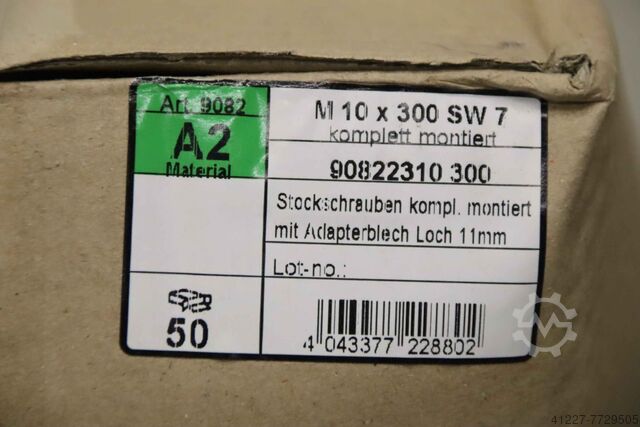 Art. 9082
A2
Material
50
M 10 x 300 SW 7
komplett montiert
90822310 300
Stockschrauben kompl. montiert
mit Adapterblech Loch 11mm
Lot-no.:
4 043377 228802
41227-7729505